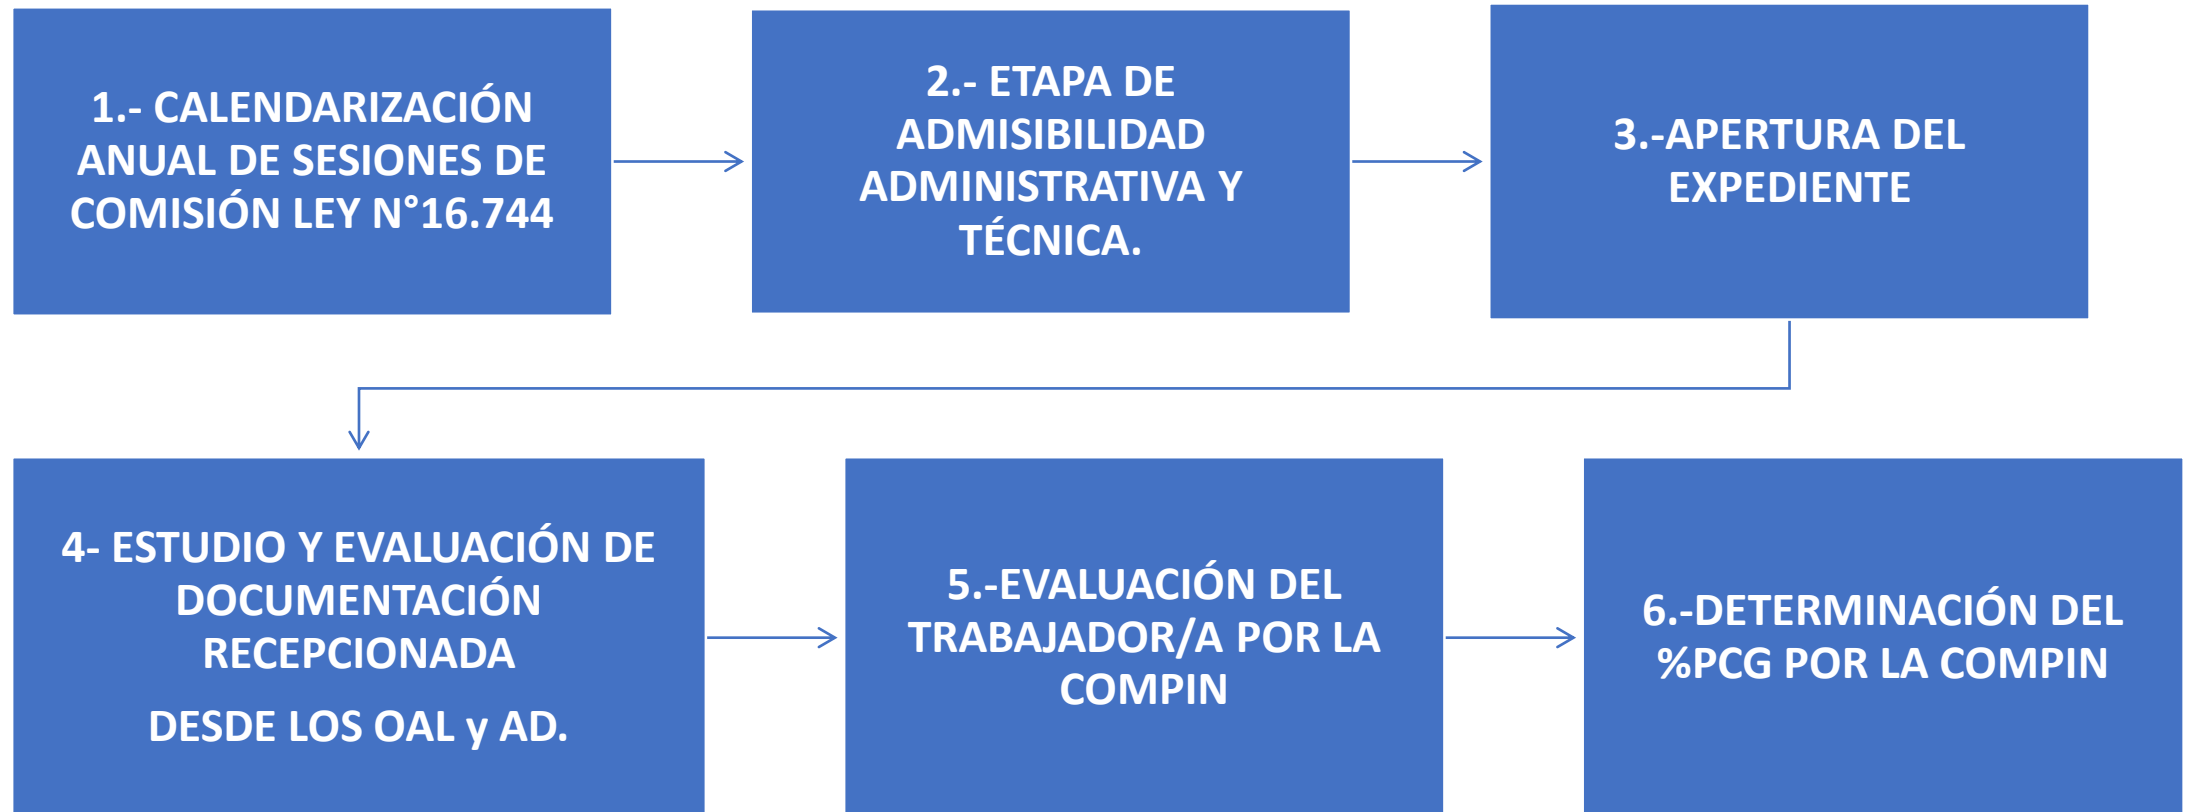 1.- CALENDARIZACIÓN
ANUAL DE SESIONES DE
COMISIÓN LEY N°16.744
2.- ETAPA DE
ADMISIBILIDAD
ADMINISTRATIVA Y
TÉCNICA.
3.-APERTURA DEL
EXPEDIENTE
4- ESTUDIO Y EVALUACIÓN DE
DOCUMENTACIÓN
RECEPCIONADA
DESDE LOS OAL y AD.
5.-EVALUACIÓN DEL
TRABAJADOR/A POR LA
COMPIN
6.-DETERMINACIÓN DEL
%PCG POR LA COMPIN